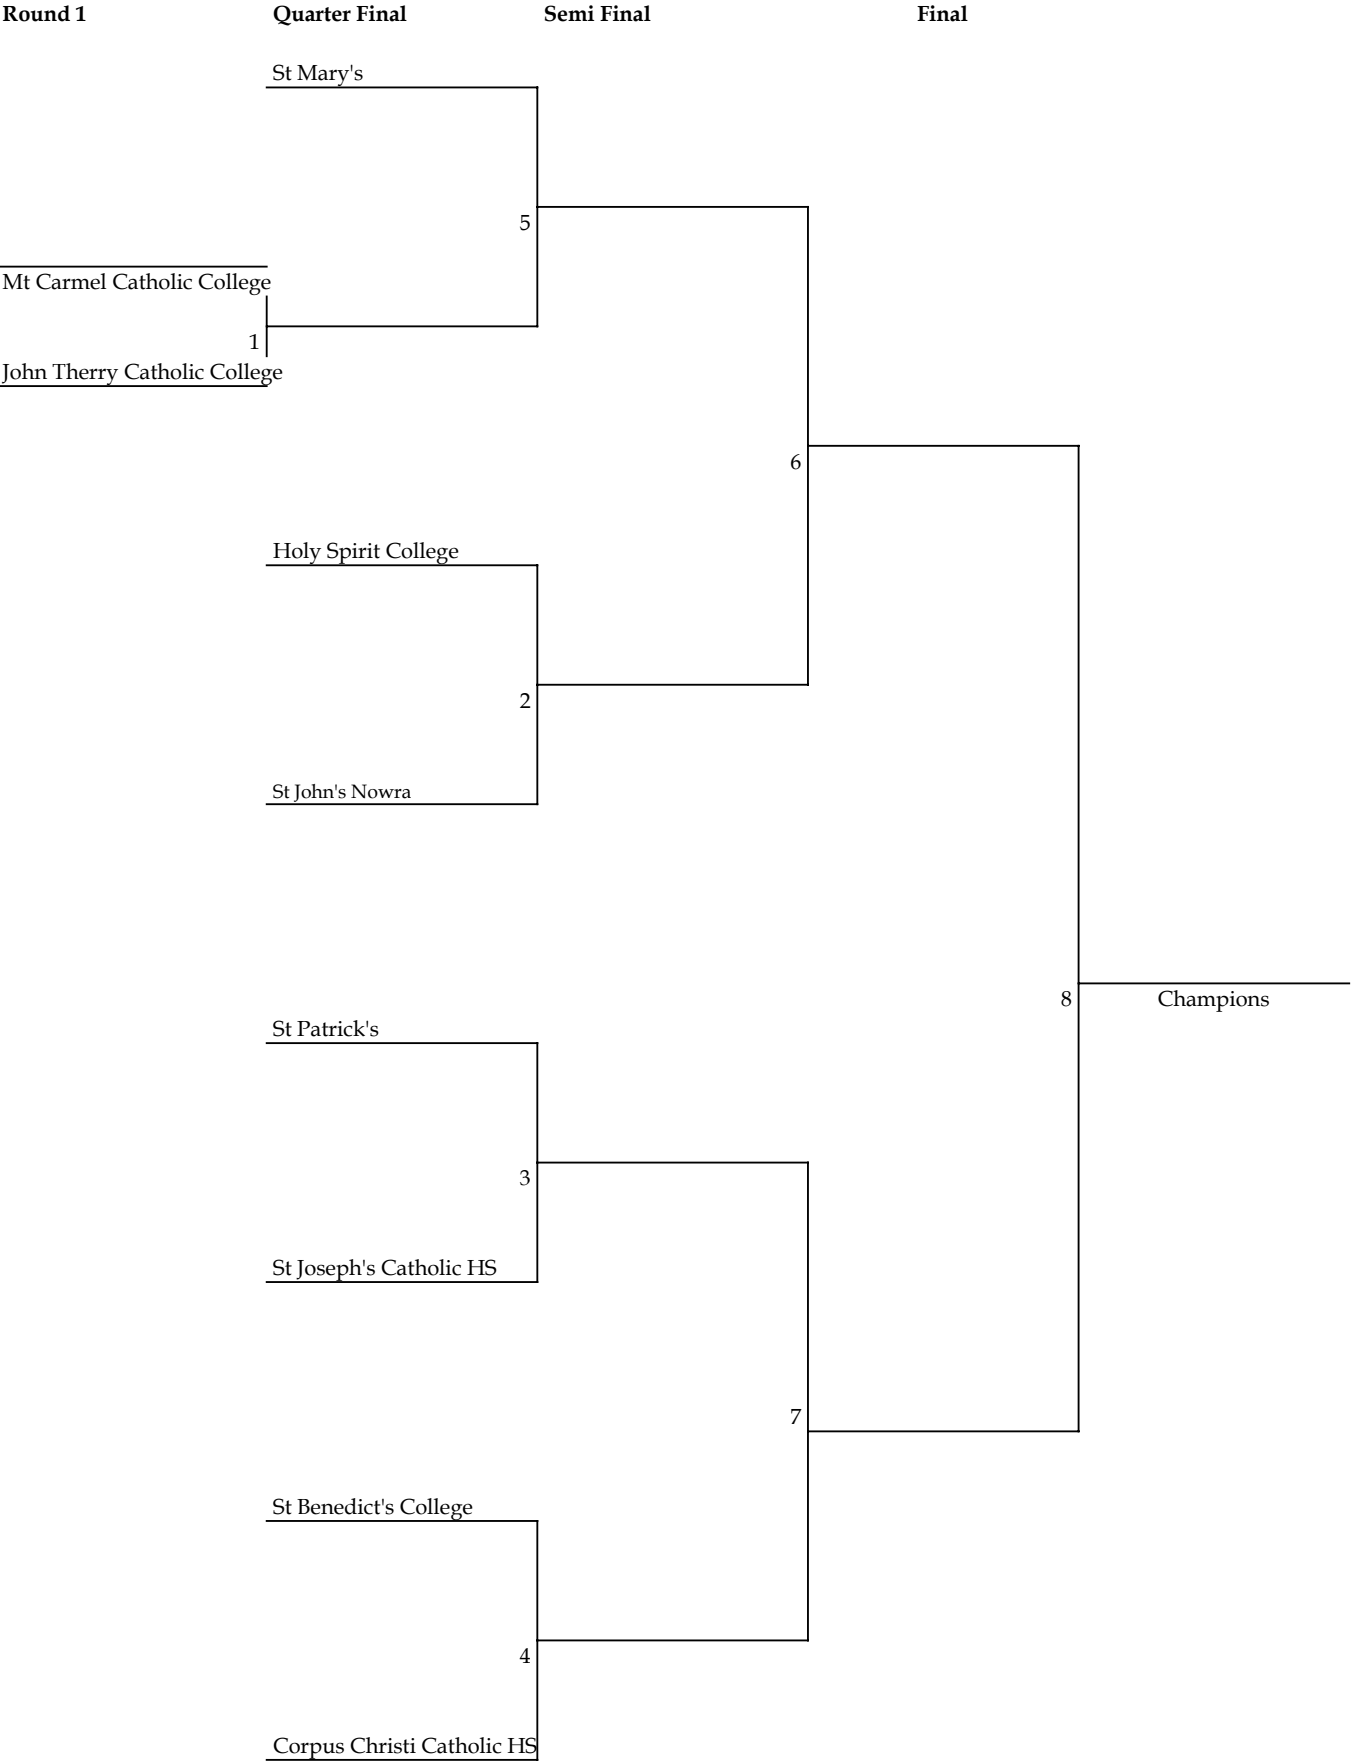 Round 1 Quarter Final Semi Final Final
St Mary's
5
Mt Carmel Catholic College
1
John Therry Catholic College
6
Holy Spirit College
2
St John's Nowra
8 Champions
St Patrick's
3
St Joseph's Catholic HS
7
St Benedict's College
4
Corpus Christi Catholic HS